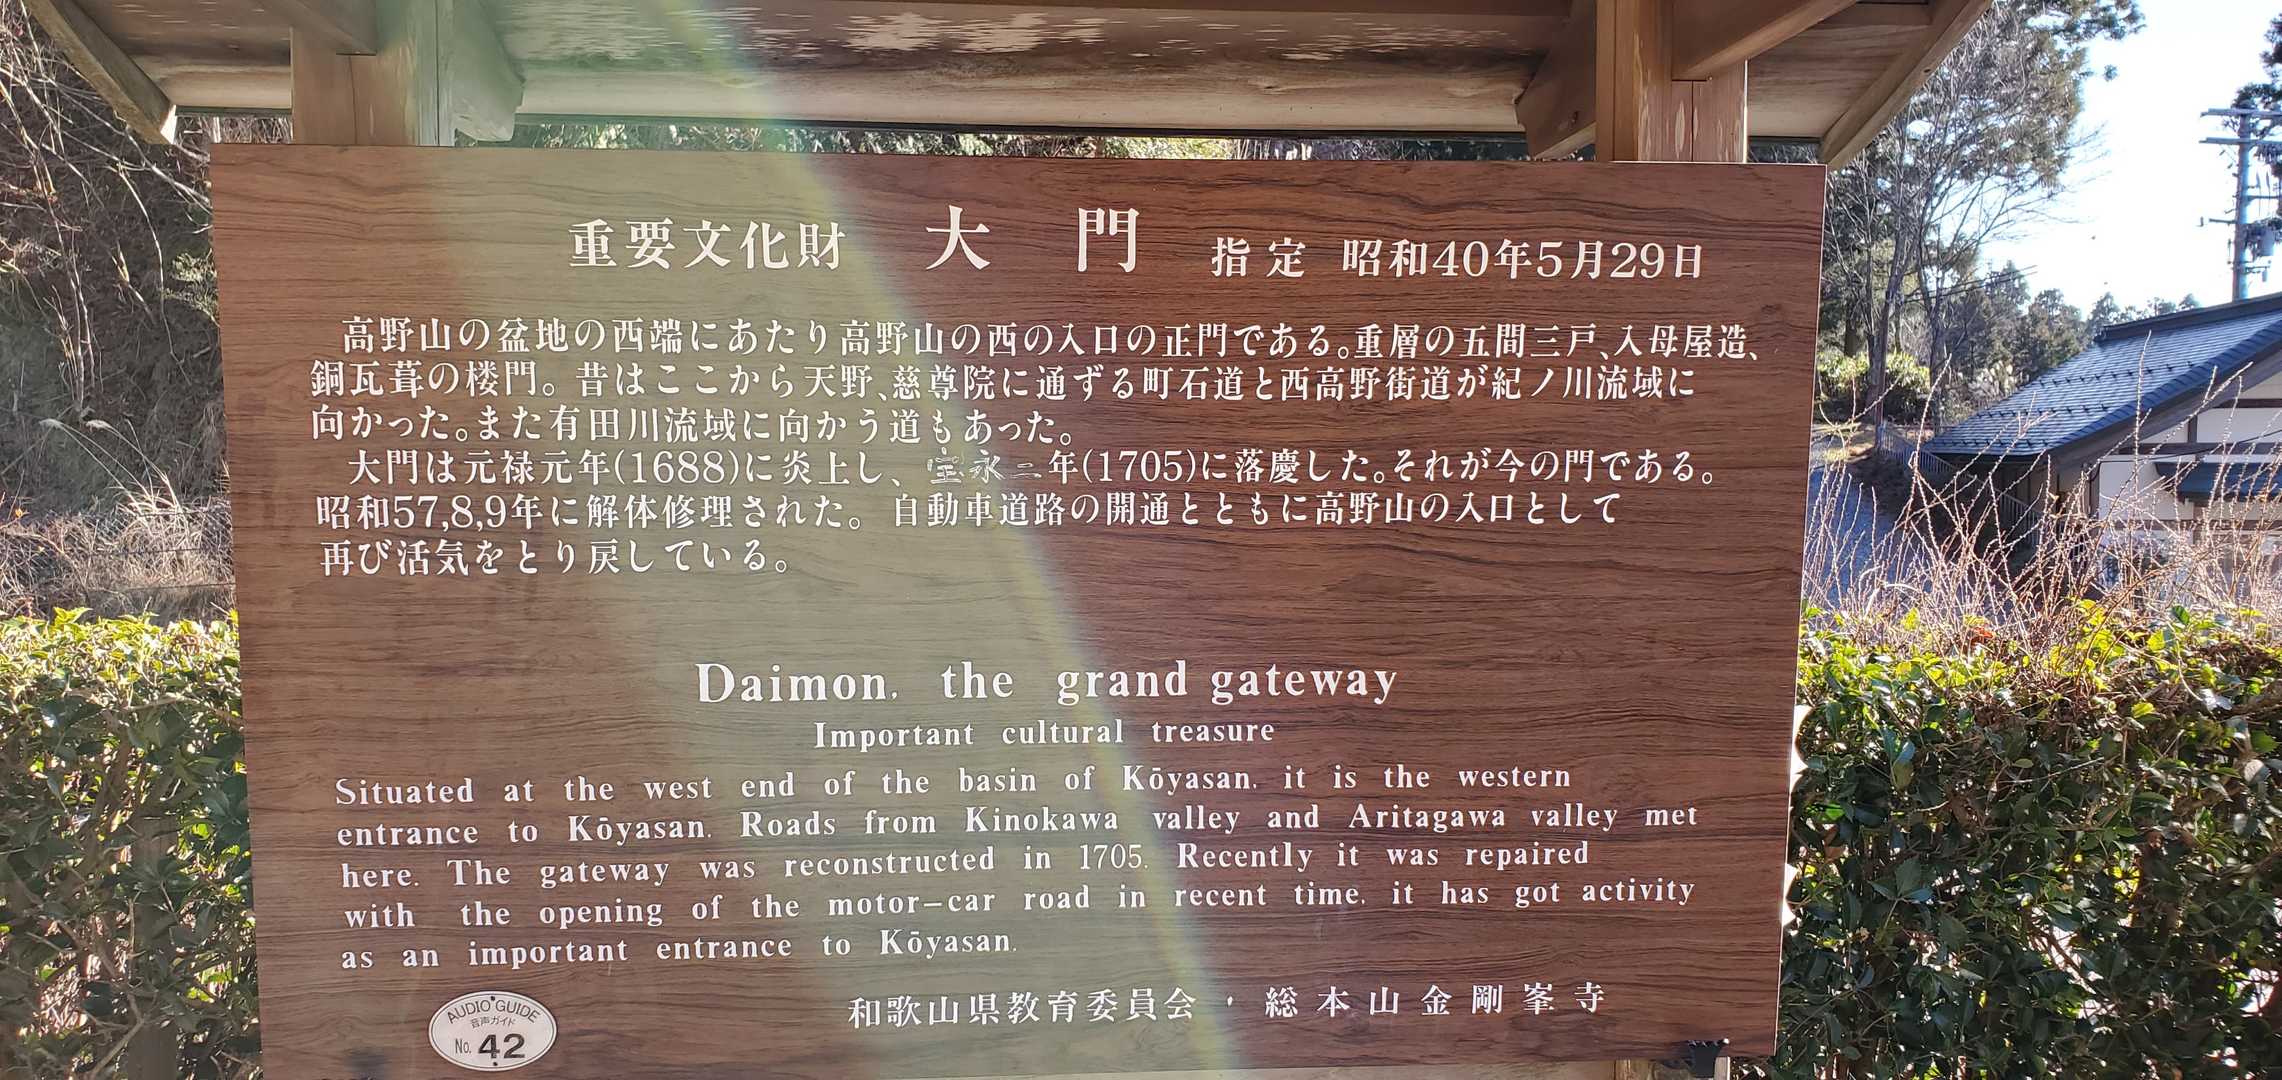 重要文化財 大門 指定 昭和40年5月29日
高野山の盆地の西端にあたり高野山の西の入口の正門である。重層の五間三戸、入母屋造、
銅瓦葺の楼門。昔はここから天野、慈尊院に通ずる町石道と西高野街道が紀ノ川流域に
向かった。また有田川流域に向かう道もあった。
大門は元禄元年(1688)に炎上し、宝永二年(1705)に落慶した。それが今の門である。
昭和57,8,9年に解体修理された。自動車道路の開通とともに高野山の入口として
再び活気をとり戻している。
Daimon, the grand gateway
Important cultural treasure
Situated at the west end of the basin of Kōyasan, it is the western
entrance to Kōyasan. Roads from Kinokawa valley and Aritagawa valley met
here. The gateway was reconstructed in 1705. Recently it was repaired
with the opening of the motor-car road in recent time, it has got activity
as an important entrance to Kōyasan.
和歌山県教育委員会・総本山金剛峯寺
AUDIO GUIDE
音声ガイド
No. 42